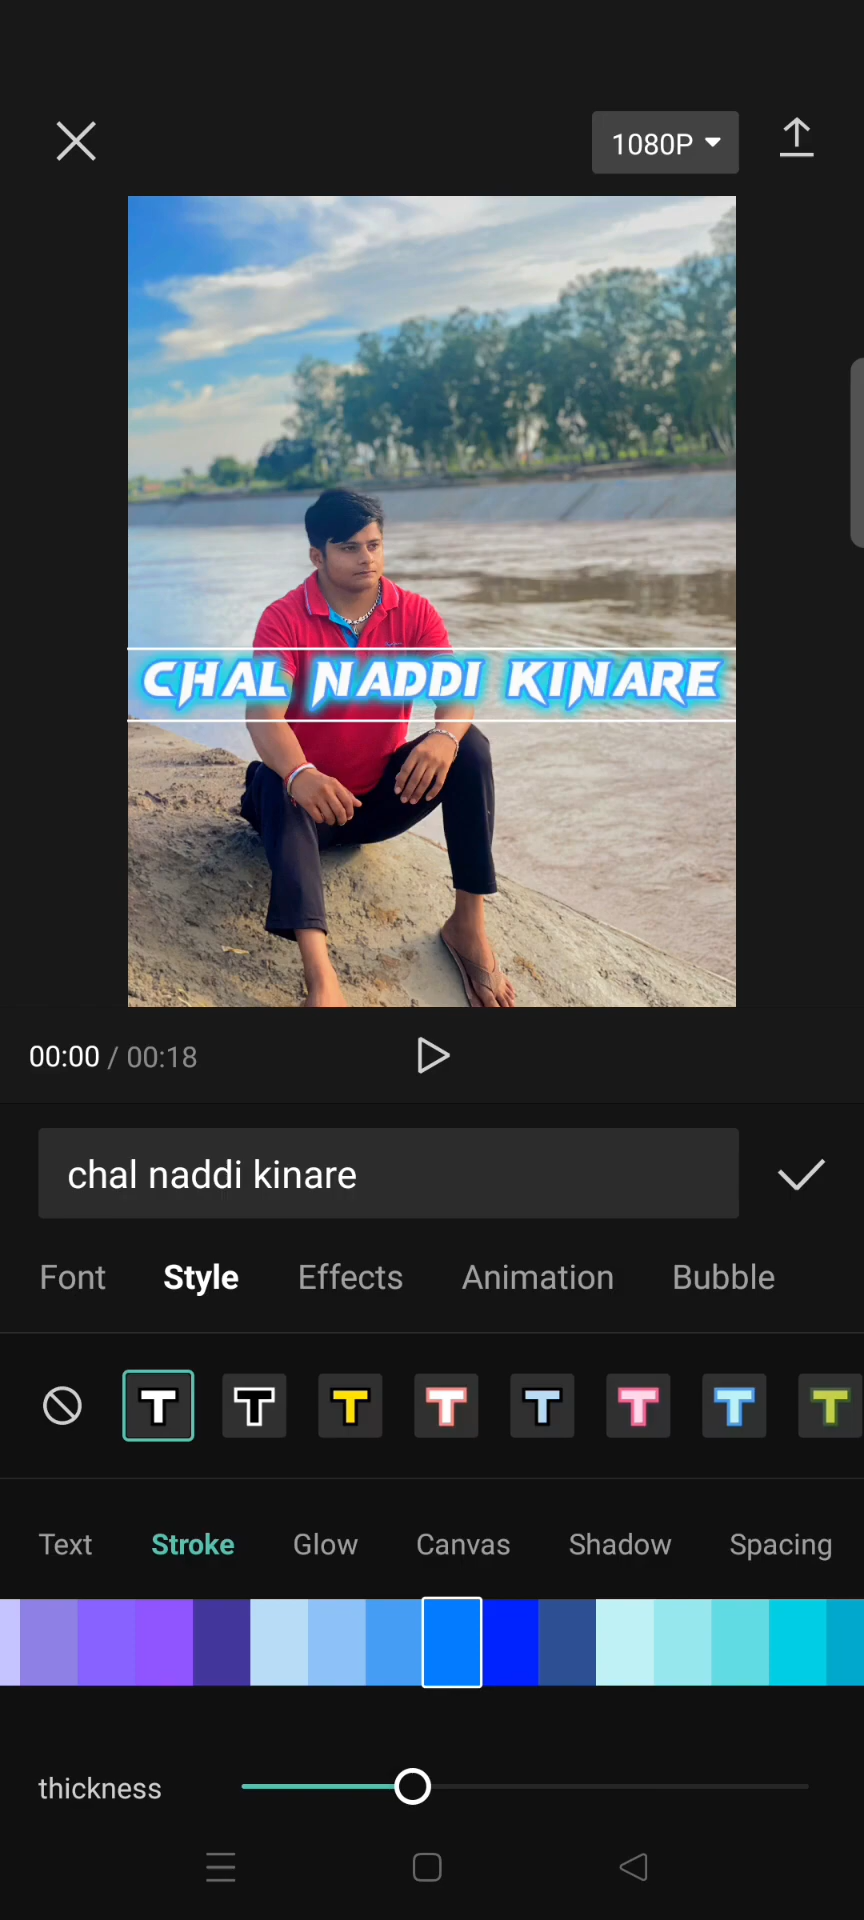 1080P
CHAL NADDI KINARE
00:00 / 00:18
chal naddi kinare
Font Style Effects Animation Bubble
T T T T T T T T
Text Stroke Glow Canvas Shadow Spacing
thickness